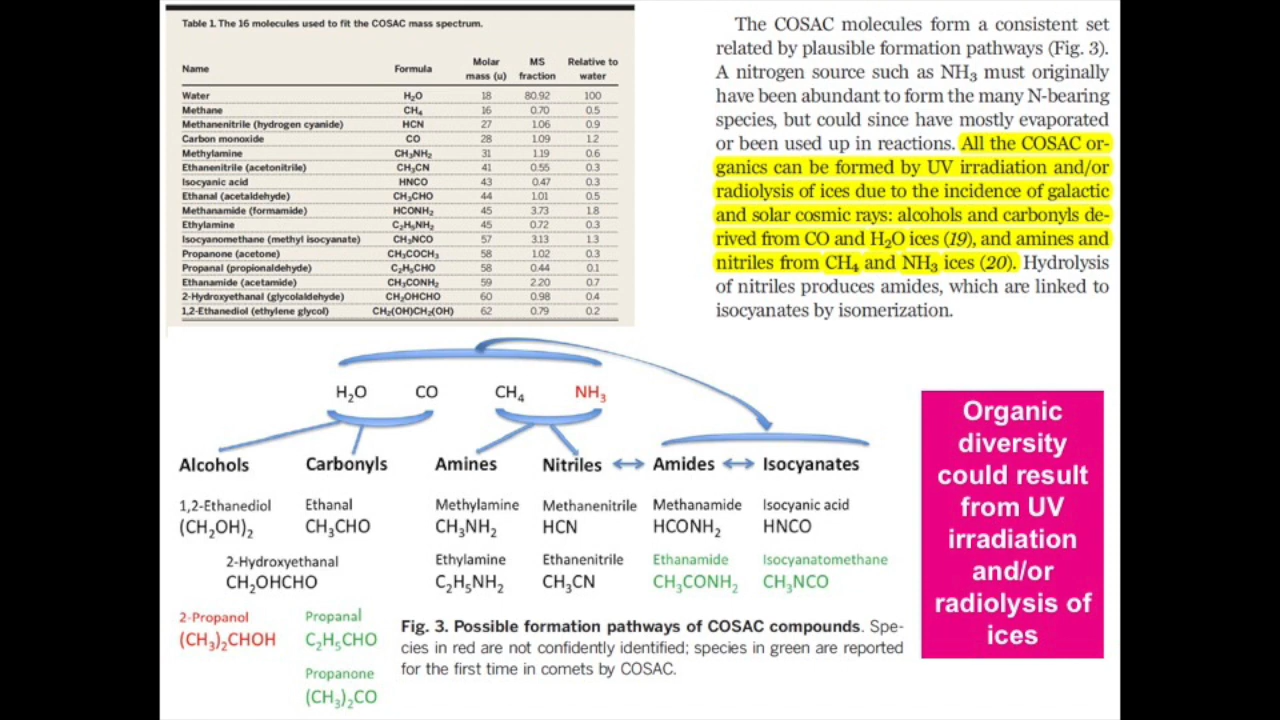 Table 1. The 16 molecules used to fit the COSAC mass spectrum.
Name Formula Molar mass (u) MS fraction Relative to water
Water H₂O 18 80.92 100
Methane CH₄ 16 0.70 0.5
Methanenitrile (hydrogen cyanide) HCN 27 1.06 0.9
Carbon monoxide CO 28 1.09 1.2
Methylamine CH₃NH₂ 31 1.19 0.6
Ethanenitrile (acetonitrile) CH₃CN 41 0.55 0.3
Isocyanic acid HNCO 43 0.47 0.3
Ethanal (acetaldehyde) CH₃CHO 44 1.01 0.5
Methanamide (formamide) HCONH₂ 45 3.73 1.8
Ethylamine C₂H₅NH₂ 45 0.72 0.3
Isocyanomethane (methyl isocyanate) CH₃NCO 57 3.13 1.3
Propanone (acetone) CH₃COCH₃ 58 1.02 0.3
Propanal (propionaldehyde) C₂H₅CHO 58 0.44 0.1
Ethanamide (acetamide) CH₃CONH₂ 59 2.20 0.7
2-Hydroxyethanal (glycolaldehyde) CH₂OHCHO 60 0.98 0.4
1,2-Ethanediol (ethylene glycol) CH₂(OH)CH₂(OH) 62 0.79 0.2
The COSAC molecules form a consistent set
related by plausible formation pathways (Fig. 3).
A nitrogen source such as NH₃ must originally
have been abundant to form the many N-bearing
species, but could since have mostly evaporated
or been used up in reactions. All the COSAC or-
ganics can be formed by UV irradiation and/or
radiolysis of ices due to the incidence of galactic
and solar cosmic rays: alcohols and carbonyls de-
rived from CO and H₂O ices (19), and amines and
nitriles from CH₄ and NH₃ ices (20). Hydrolysis
of nitriles produces amides, which are linked to
isocyanates by isomerization.
H₂O CO CH₄ NH₃
Alcohols Carbonyls Amines Nitriles Amides Isocyanates
1,2-Ethanediol Ethanal Methylamine Methanenitrile Methanamide Isocyanic acid
(CH₂OH)₂ CH₃CHO CH₃NH₂ HCN HCONH₂ HNCO
2-Hydroxyethanal Ethylamine Ethanenitrile Ethanamide Isocyanatomethane
CH₂OHCHO C₂H₅NH₂ CH₃CN CH₃CONH₂ CH₃NCO
2-Propanol Propanal
(CH₃)₂CHOH C₂H₅CHO
Propanone
(CH₃)₂CO
Fig. 3. Possible formation pathways of COSAC compounds. Spe-
cies in red are not confidently identified; species in green are reported
for the first time in comets by COSAC.
Organic
diversity
could result
from UV
irradiation
and/or
radiolysis of
ices